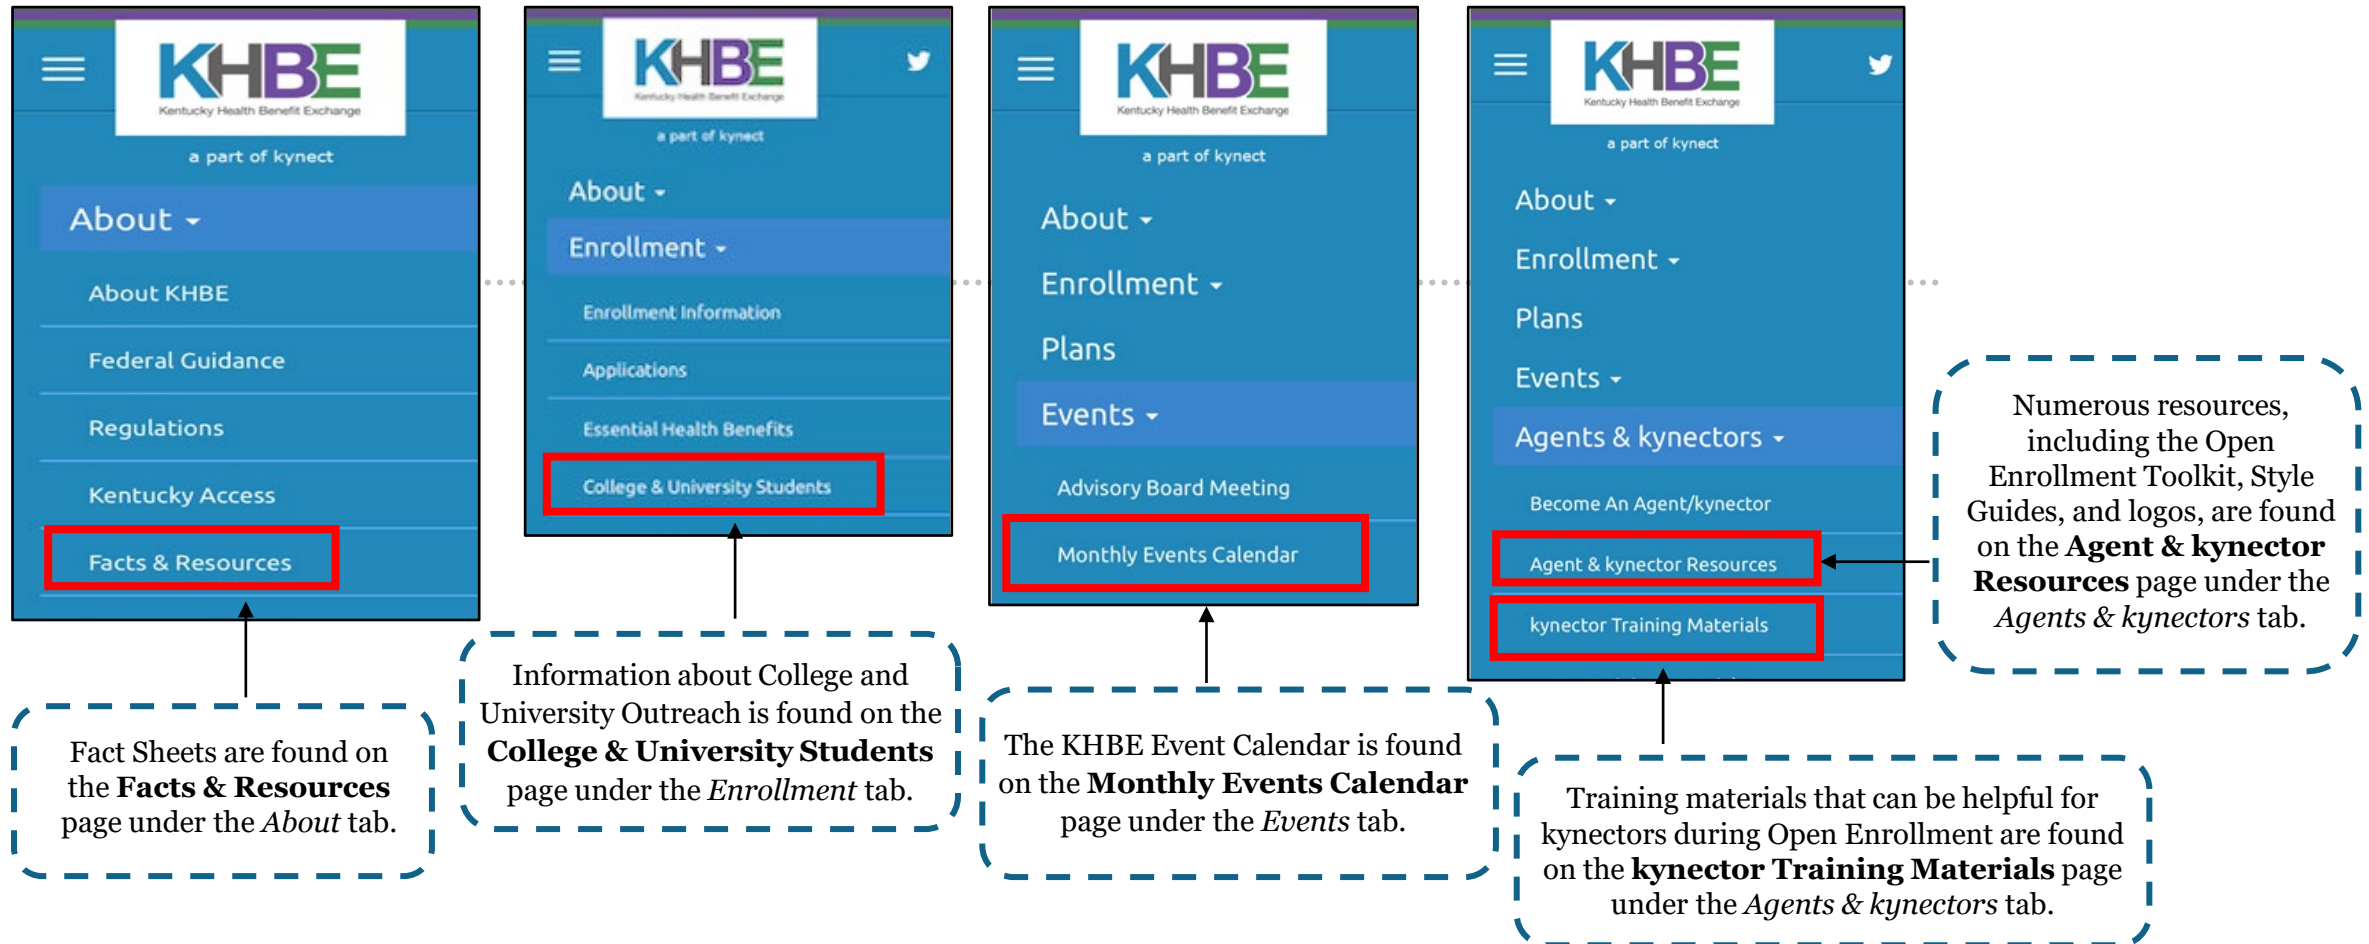 KHBE
Kentucky Health Benefit Exchange
a part of kynect
About
About KHBE
Federal Guidance
Regulations
Kentucky Access
Facts & Resources
Fact Sheets are found on
the Facts & Resources
page under the About tab.
KHBE
Kentucky Health Benefit Exchange
a part of kynect
About
Enrollment
Enrollment Information
Applications
Essential Health Benefits
College & University Students
Information about College and
University Outreach is found on the
College & University Students
page under the Enrollment tab.
KHBE
Kentucky Health Benefit Exchange
a part of kynect
About
Enrollment
Plans
Events
Advisory Board Meeting
Monthly Events Calendar
The KHBE Event Calendar is found
on the Monthly Events Calendar
page under the Events tab.
KHBE
Kentucky Health Benefit Exchange
a part of kynect
About
Enrollment
Plans
Events
Agents & kynectors
Become An Agent/kynector
Agent & kynector Resources
kynector Training Materials
Numerous resources,
including the Open
Enrollment Toolkit, Style
Guides, and logos, are found
on the Agent & kynector
Resources page under the
Agents & kynectors tab.
Training materials that can be helpful for
kynectors during Open Enrollment are found
on the kynector Training Materials page
under the Agents & kynectors tab.